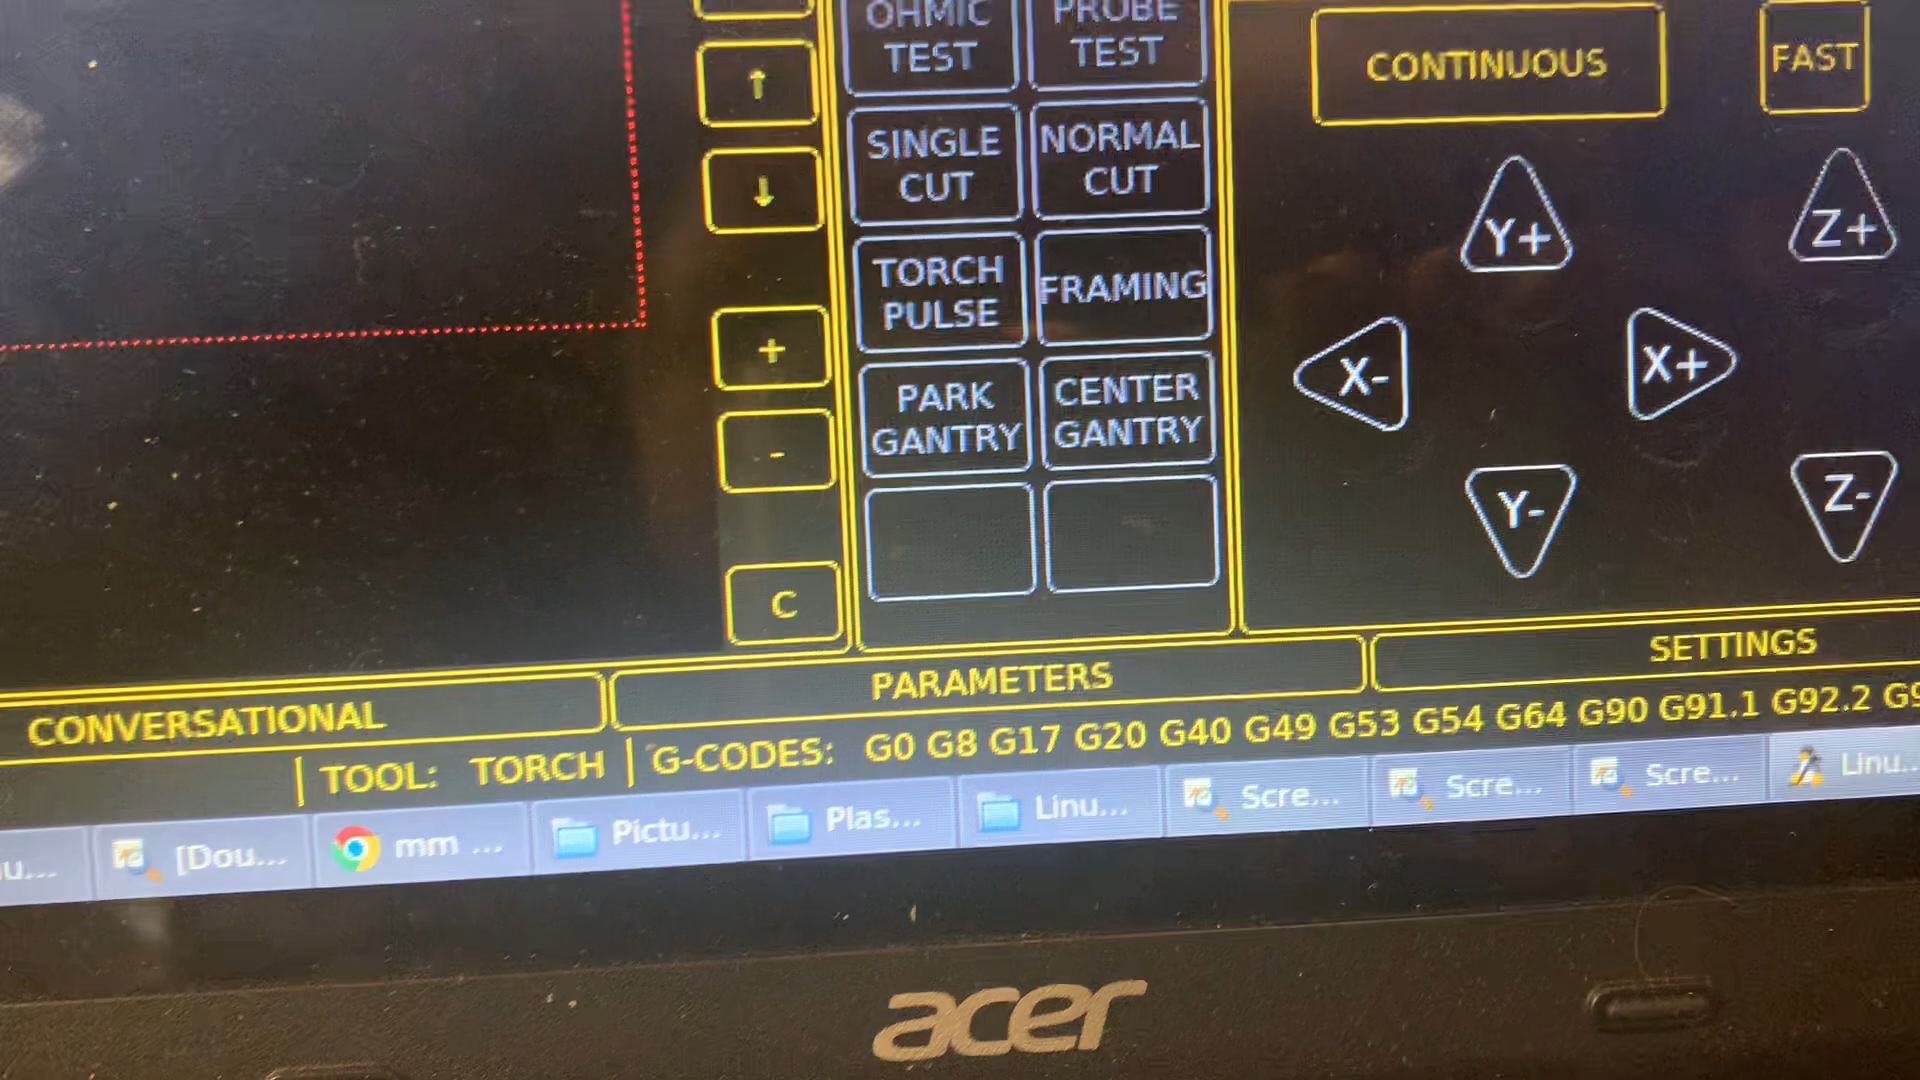 OHMIC
TEST
PROBE
TEST
CONTINUOUS
FAST
↑
SINGLE
CUT
NORMAL
CUT
↓
Y+
Z+
TORCH
PULSE
FRAMING
+
X-
X+
PARK
GANTRY
CENTER
GANTRY
-
Y-
Z-
C
CONVERSATIONAL
PARAMETERS
SETTINGS
| TOOL: TORCH | G-CODES: G0 G8 G17 G20 G40 G49 G53 G54 G64 G90 G91.1 G92.2
[Dou...
mm ...
Pictu...
Plas...
Linu...
Scre...
Scre...
Scre...
Linu...
acer